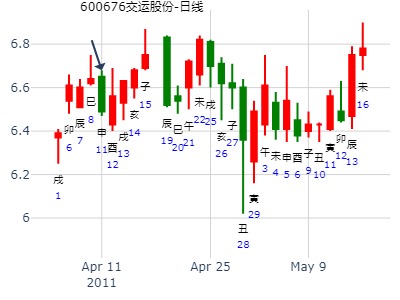 600676交运股份-日线
6.8
6.6
6.4
6.2
6
戌
1
卯
6
辰
7
巳
8
申
11
酉
12
戌
13
亥
14
子
15
辰
19
巳
20
午
21
未
22
戌
25
亥
26
子
27
丑
28
寅
29
午
3
未
4
申
5
酉
6
子
9
丑
10
寅
11
卯
12
辰
13
未
16
Apr 11
2011
Apr 25
May 9